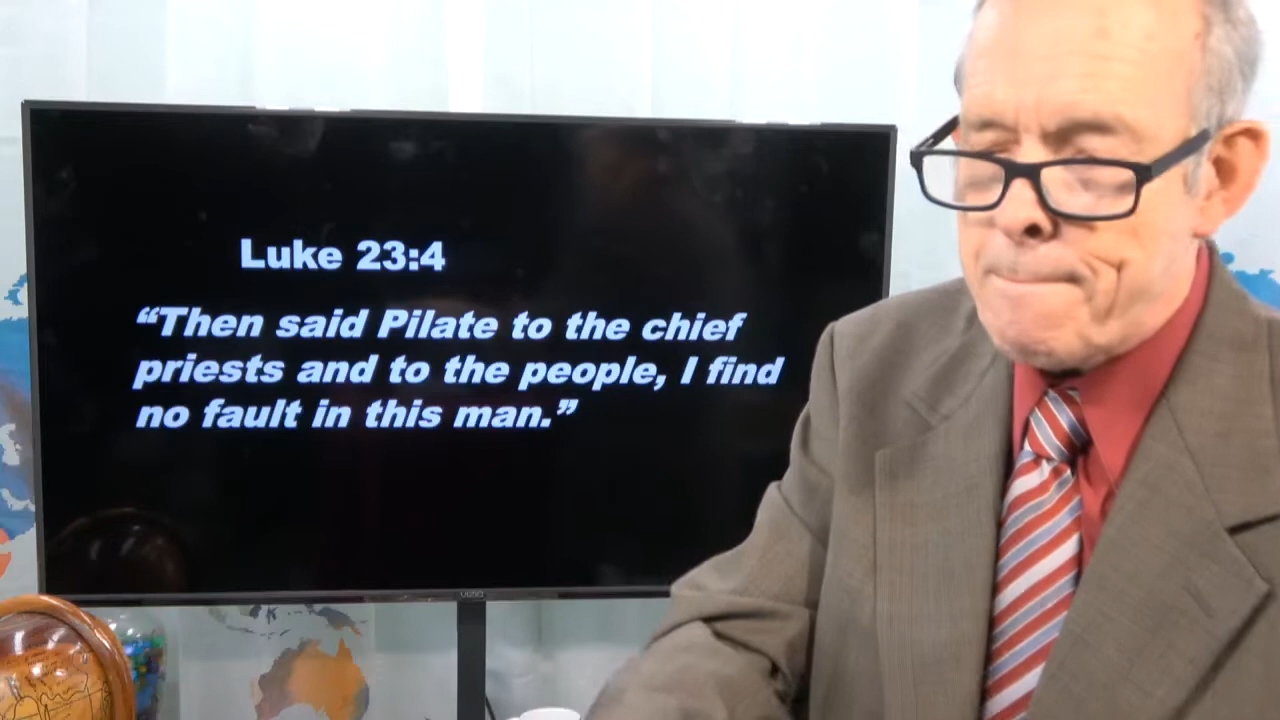 Luke 23:4
“Then said Pilate to the chief
priests and to the people, I find
no fault in this man.”
VIZIO